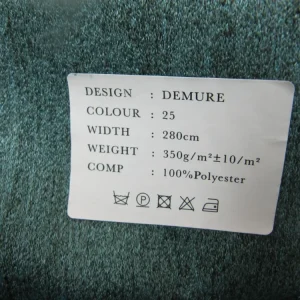 DESIGN : DEMURE
COLOUR : 25
WIDTH : 280cm
WEIGHT : 350g/m²±10/m²
COMP : 100%Polyester